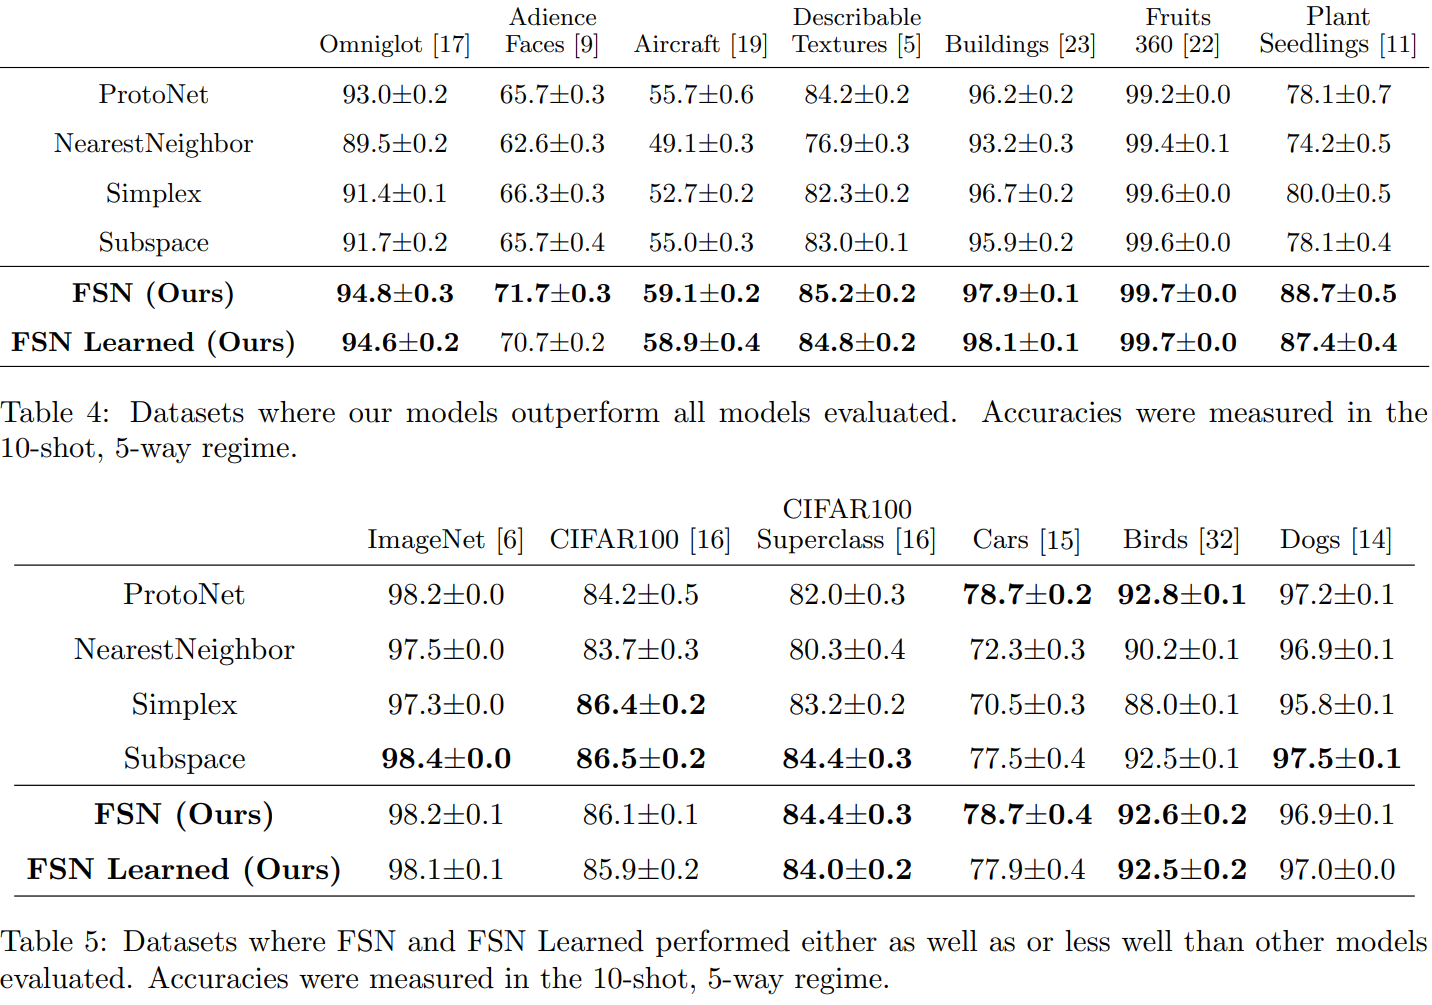 Omniglot [17] Adience Faces [9] Aircraft [19] Describable Textures [5] Buildings [23] Fruits 360 [22] Plant Seedlings [11]
ProtoNet 93.0±0.2 65.7±0.3 55.7±0.6 84.2±0.2 96.2±0.2 99.2±0.0 78.1±0.7
NearestNeighbor 89.5±0.2 62.6±0.3 49.1±0.3 76.9±0.3 93.2±0.3 99.4±0.1 74.2±0.5
Simplex 91.4±0.1 66.3±0.3 52.7±0.2 82.3±0.2 96.7±0.2 99.6±0.0 80.0±0.5
Subspace 91.7±0.2 65.7±0.4 55.0±0.3 83.0±0.1 95.9±0.2 99.6±0.0 78.1±0.4
FSN (Ours) 94.8±0.3 71.7±0.3 59.1±0.2 85.2±0.2 97.9±0.1 99.7±0.0 88.7±0.5
FSN Learned (Ours) 94.6±0.2 70.7±0.2 58.9±0.4 84.8±0.2 98.1±0.1 99.7±0.0 87.4±0.4
Table 4: Datasets where our models outperform all models evaluated. Accuracies were measured in the
10-shot, 5-way regime.
ImageNet [6] CIFAR100 [16] CIFAR100 Superclass [16] Cars [15] Birds [32] Dogs [14]
ProtoNet 98.2±0.0 84.2±0.5 82.0±0.3 78.7±0.2 92.8±0.1 97.2±0.1
NearestNeighbor 97.5±0.0 83.7±0.3 80.3±0.4 72.3±0.3 90.2±0.1 96.9±0.1
Simplex 97.3±0.0 86.4±0.2 83.2±0.2 70.5±0.3 88.0±0.1 95.8±0.1
Subspace 98.4±0.0 86.5±0.2 84.4±0.3 77.5±0.4 92.5±0.1 97.5±0.1
FSN (Ours) 98.2±0.1 86.1±0.1 84.4±0.3 78.7±0.4 92.6±0.2 96.9±0.1
FSN Learned (Ours) 98.1±0.1 85.9±0.2 84.0±0.2 77.9±0.4 92.5±0.2 97.0±0.0
Table 5: Datasets where FSN and FSN Learned performed either as well as or less well than other models
evaluated. Accuracies were measured in the 10-shot, 5-way regime.